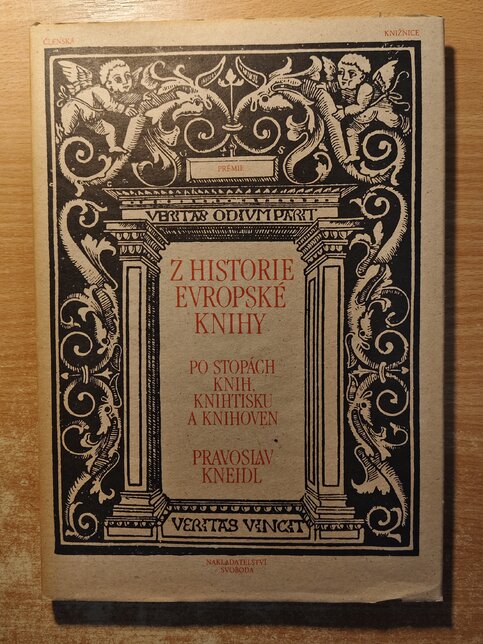 ČLENSKÁ KNIŽNICE
PRÉMIE
VERITAS ODIUM PARIT
Z HISTORIE
EVROPSKÉ
KNIHY
PO STOPÁCH
KNIH,
KNIHTISKU
A KNIHOVEN
PRAVOSLAV
KNEIDL
VERITAS VINCIT
NAKLADATELSTVÍ
SVOBODA